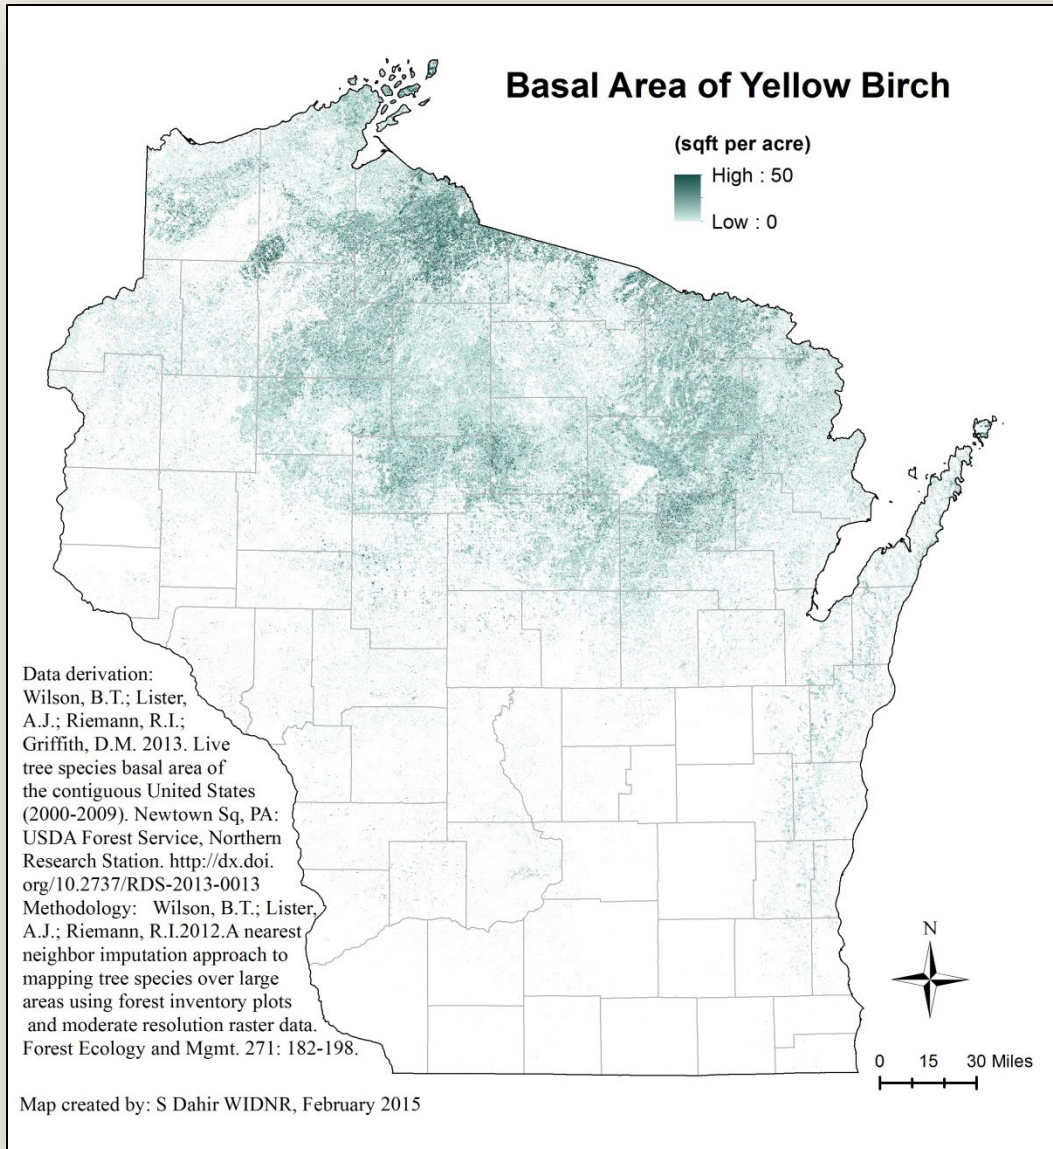 Basal Area of Yellow Birch
(sqft per acre)
High : 50
Low : 0
Data derivation:
Wilson, B.T.; Lister,
A.J.; Riemann, R.I.;
Griffith, D.M. 2013. Live
tree species basal area of
the contiguous United States
(2000-2009). Newtown Sq, PA:
USDA Forest Service, Northern
Research Station. http://dx.doi.
org/10.2737/RDS-2013-0013
Methodology: Wilson, B.T.; Lister,
A.J.; Riemann, R.I.2012.A nearest
neighbor imputation approach to
mapping tree species over large
areas using forest inventory plots
and moderate resolution raster data.
Forest Ecology and Mgmt. 271: 182-198.
N
0 15 30 Miles
Map created by: S Dahir WIDNR, February 2015